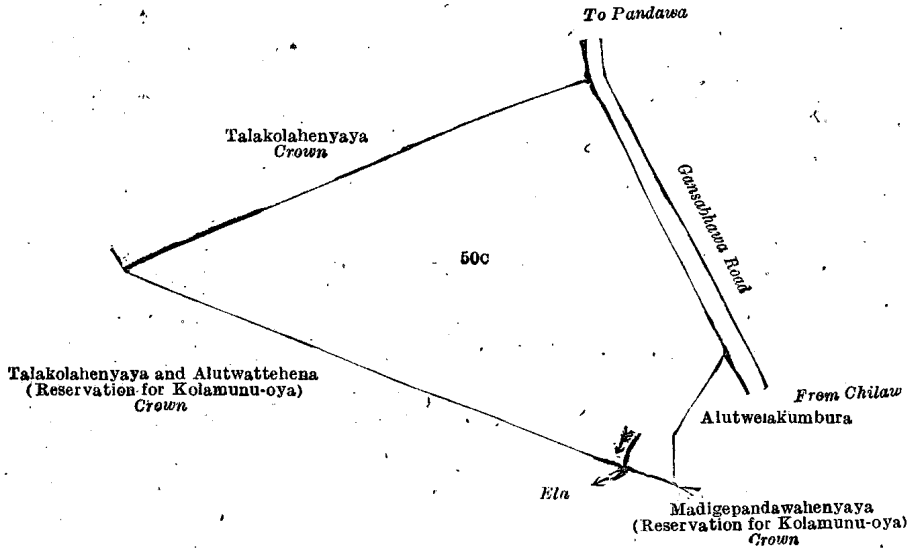 To Pandawa
Talakolahenyaya
Crown
Gansabhawa Road
50c
Talakolahenyaya and Alutwattehena
(Reservation for Kolamunu-oya)
Crown
From Chilaw
Alutwelakumbura
Ela
Madigepandawahenyaya
(Reservation for Kolamunu-oya)
Crown